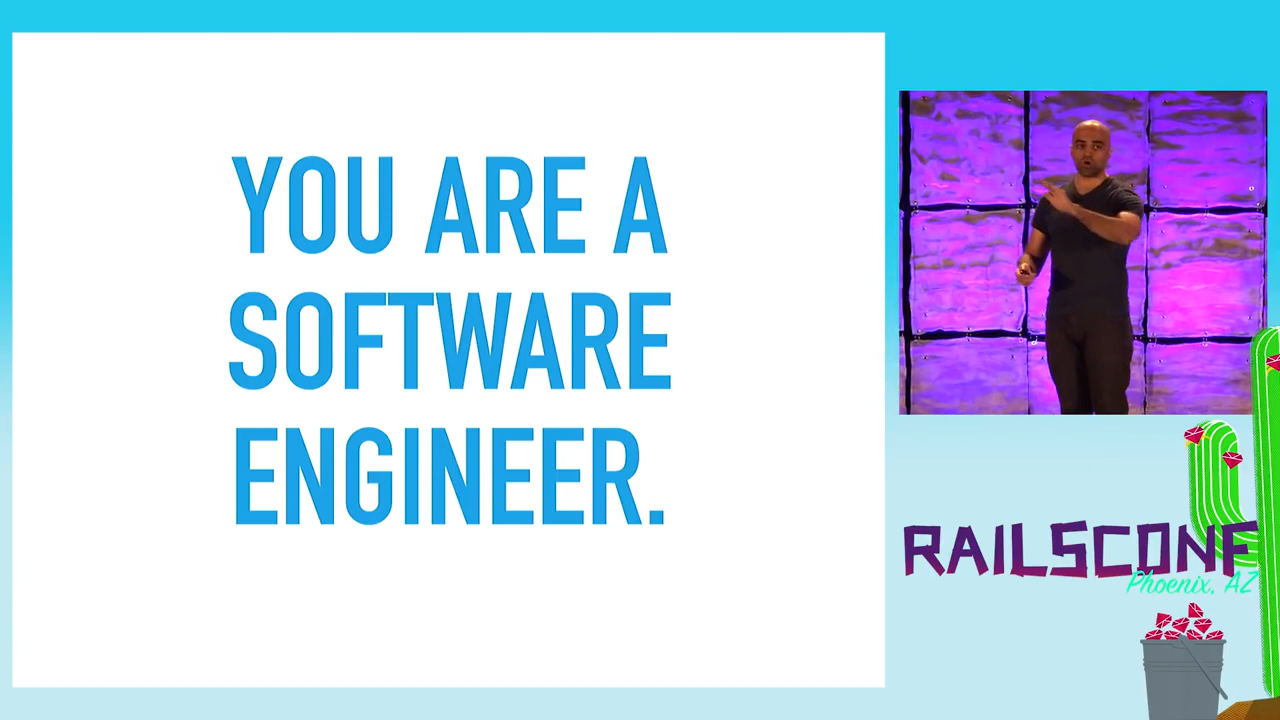 YOU ARE A
SOFTWARE
ENGINEER.
RAILSCONF
Phoenix, AZ